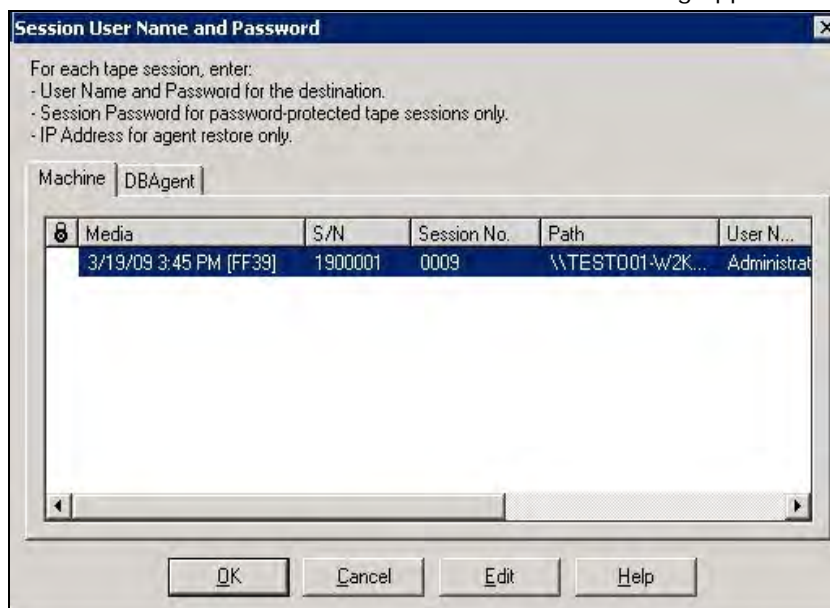 Session User Name and Password
For each tape session, enter:
- User Name and Password for the destination.
- Session Password for password-protected tape sessions only.
- IP Address for agent restore only.
Machine DBAgent
Media S/N Session No. Path User N...
3/19/09 3:45 PM [FF39] 1900001 0009 \\TESTO01-W2K... Administrat
OK Cancel Edit Help